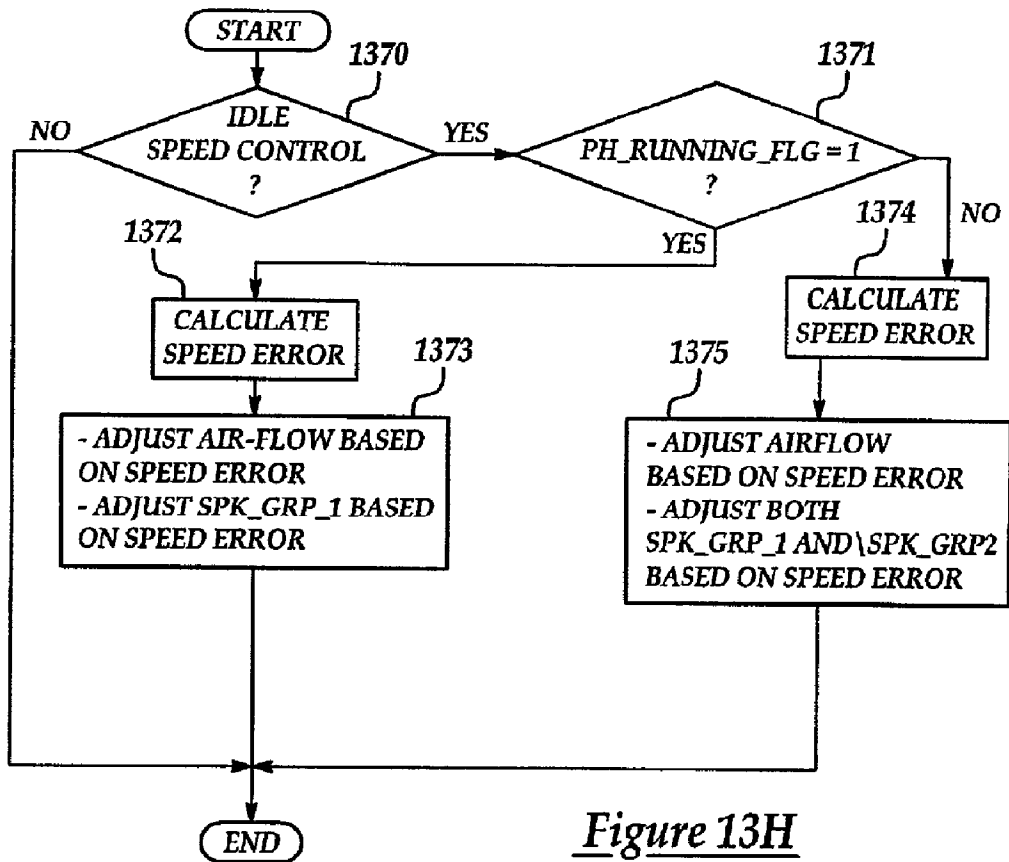 START
1370
IDLE
SPEED CONTROL
?
NO
YES
1371
PH_RUNNING_FLG = 1
?
YES
NO
1372
CALCULATE
SPEED ERROR
1374
CALCULATE
SPEED ERROR
1373
- ADJUST AIR-FLOW BASED
ON SPEED ERROR
- ADJUST SPK_GRP_1 BASED
ON SPEED ERROR
1375
- ADJUST AIRFLOW
BASED ON SPEED ERROR
- ADJUST BOTH
SPK_GRP_1 AND\SPK_GRP2
BASED ON SPEED ERROR
END
Figure 13H